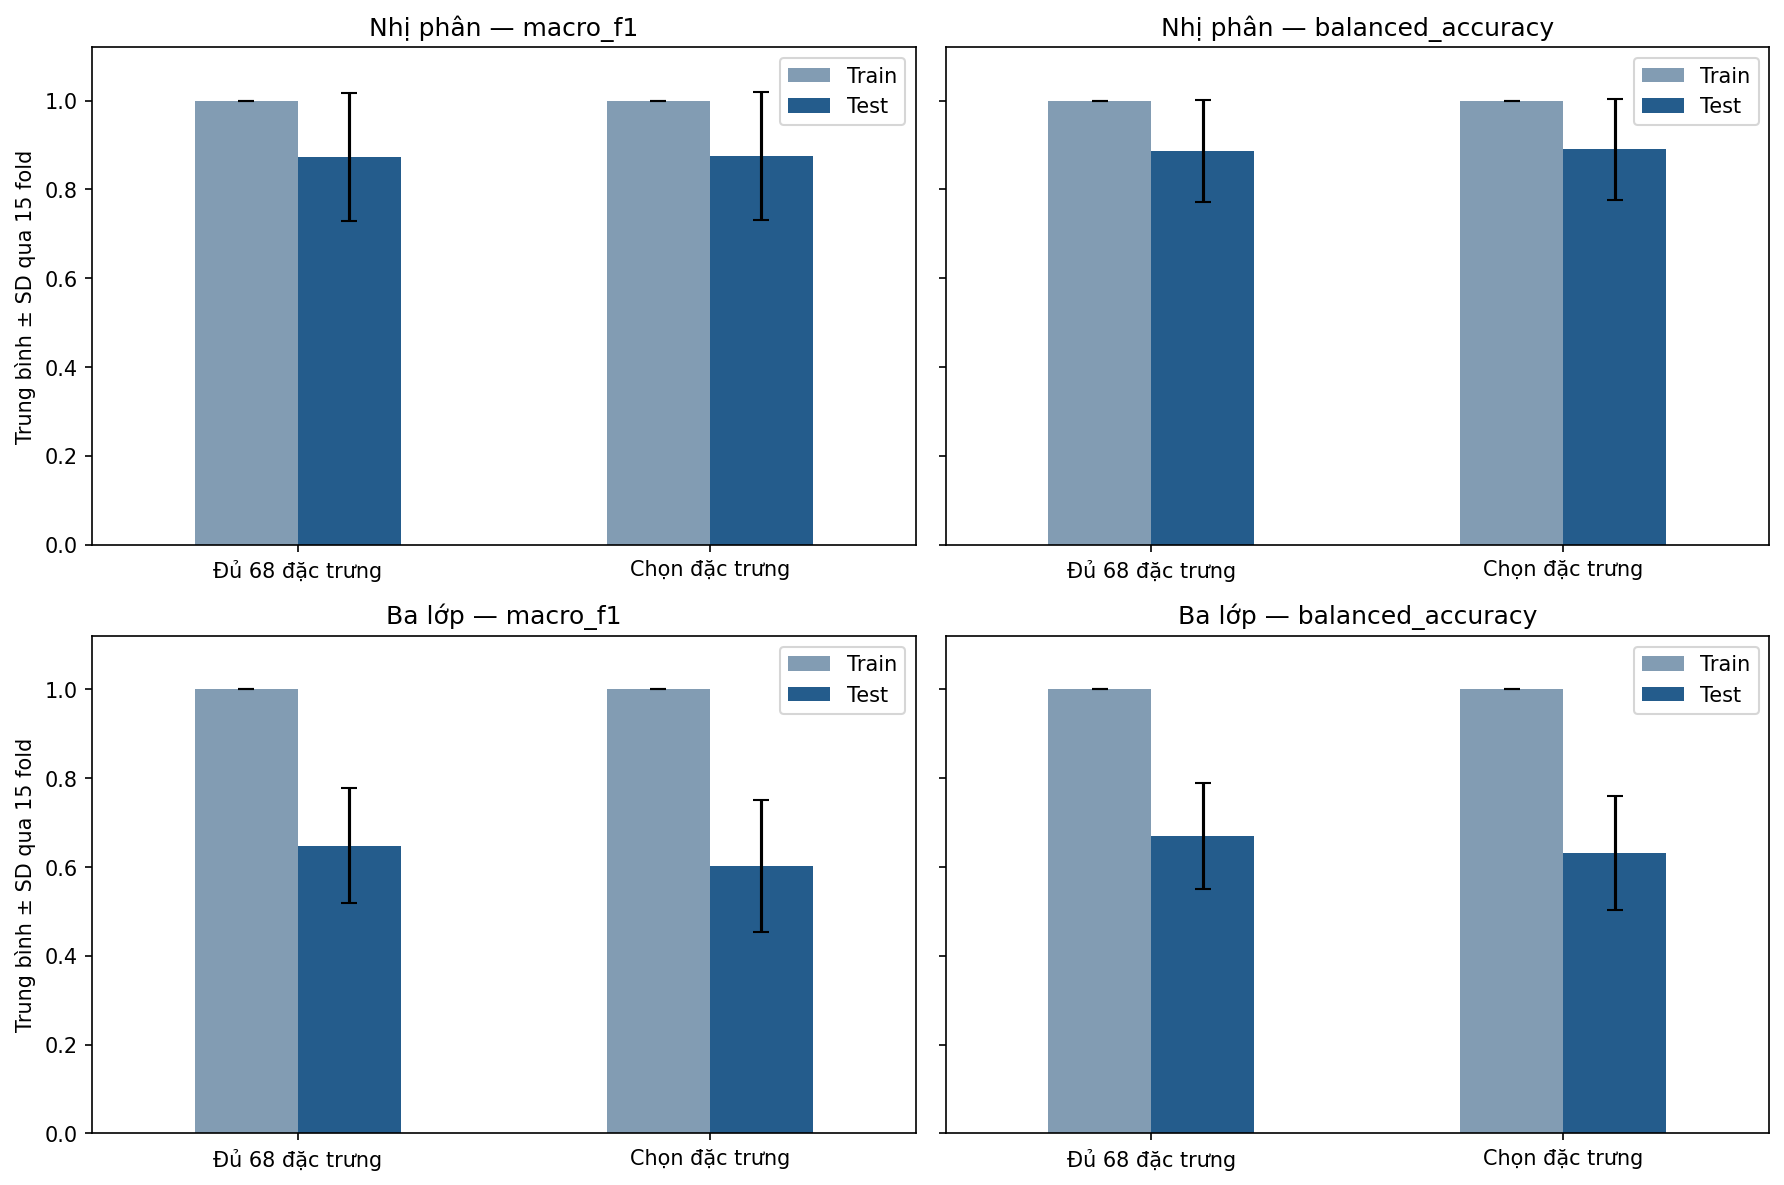 Nhị phân — macro_f1
Trung bình ± SD qua 15 fold
1.0
0.8
0.6
0.4
0.2
0.0
Train
Test
Đủ 68 đặc trưng
Chọn đặc trưng
Nhị phân — balanced_accuracy
Train
Test
Đủ 68 đặc trưng
Chọn đặc trưng
Ba lớp — macro_f1
Trung bình ± SD qua 15 fold
1.0
0.8
0.6
0.4
0.2
0.0
Train
Test
Đủ 68 đặc trưng
Chọn đặc trưng
Ba lớp — balanced_accuracy
Train
Test
Đủ 68 đặc trưng
Chọn đặc trưng